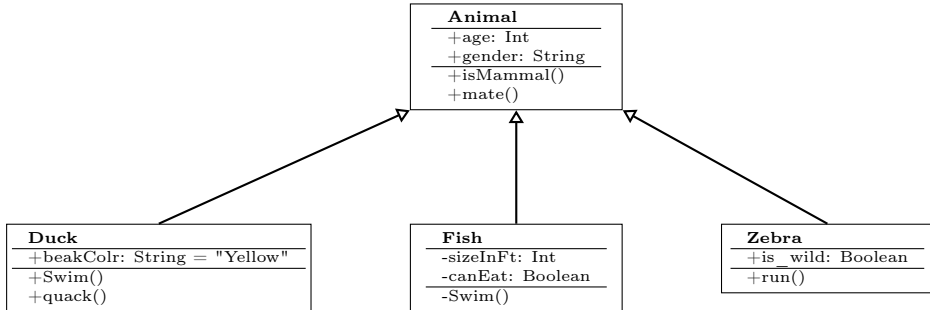 Animal
+age: Int
+gender: String
+isMammal()
+mate()
Duck
+beakColr: String = "Yellow"
+Swim()
+quack()
Fish
-sizeInFt: Int
-canEat: Boolean
-Swim()
Zebra
+is_wild: Boolean
+run()